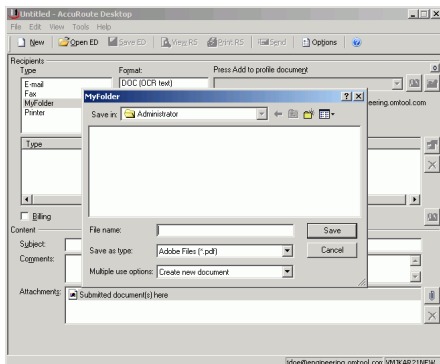 Untitled - AccuRoute Desktop
File Edit View Tools Help
New Open ED Save ED View RS Print RS Send Options
Recipients
Type Format: Press Add to profile document
E-mail DOC (OCR text)
Fax
MyFolder eering.omtool.com
Printer
MyFolder
Save in: Administrator
Type
File name: Save
Save as type: Adobe Files (*.pdf) Cancel
Multiple use options: Create new document
Billing
Content
Subject:
Comments:
Attachments: Submitted document(s) here
jdoe@engineering.omtool.com VMJKAR21NEW